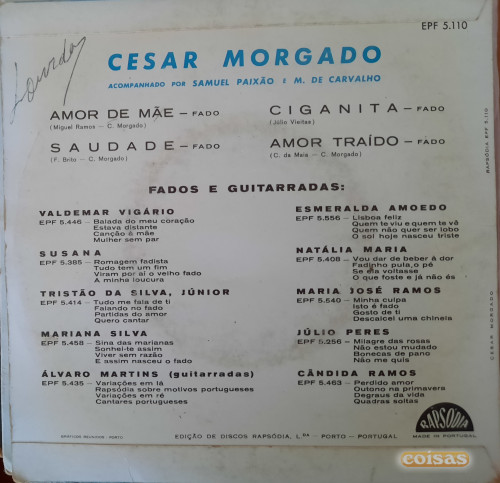 EPF 5.110
Lourdes
CESAR MORGADO
ACOMPANHADO POR SAMUEL PAIXÃO E M. DE CARVALHO
AMOR DE MÃE — FADO
(Miguel Ramos — C. Morgado)
CIGANITA — FADO
(Júlio Vieitas)
SAUDADE — FADO
(F. Brito — C. Morgado)
AMOR TRAÍDO — FADO
(C. da Maia — C. Morgado)
FADOS E GUITARRADAS:
VALDEMAR VIGÁRIO
EPF 5.446 — Balada do meu coração
Estava distante
Canção à mãe
Mulher sem par
SUSANA
EPF 5.385 — Romagem fadista
Tudo tem um fim
Viram por aí o velho fado
A minha loucura
TRISTÃO DA SILVA, JÚNIOR
EPF 5.414 — Tudo me fala de ti
Falando no fado
Partidas do amor
Quero cantar
MARIANA SILVA
EPF 5.458 — Sina das marianas
Sonhei-te assim
Viver sem razão
E assim nasceu o fado
ÁLVARO MARTINS (guitarradas)
EPF 5.435 — Variações em lá
Rapsódia sobre motivos portugueses
Variações em ré
Cantares portugueses
ESMERALDA AMOEDO
EPF 5.556 — Lisboa feliz
Quem te viu e quem te vê
Quem não quer ser lobo
O sol hoje nasceu triste
NATÁLIA MARIA
EPF 5.408 — Vou dar de beber à dor
Fadinho pula o pé
Se ela voltasse
O que foste e já não és
MARIA JOSÉ RAMOS
EPF 5.540 — Minha culpa
Isto é fado
Gosto de ti
Descalcei uma chinela
JÚLIO PERES
EPF 5.256 — Milagre das rosas
Não estou mudado
Bonecas de pano
Não me quis
CÂNDIDA RAMOS
EPF 5.463 — Perdido amor
Outono na primavera
Degraus da vida
Quadras soltas
RAPSÓDIA EPF 5.110
CESAR MORGADO
EDIÇÃO DE DISCOS RAPSÓDIA, L.DA — PORTO — PORTUGAL
RAPSÓDIA
MADE IN PORTUGAL
coisas